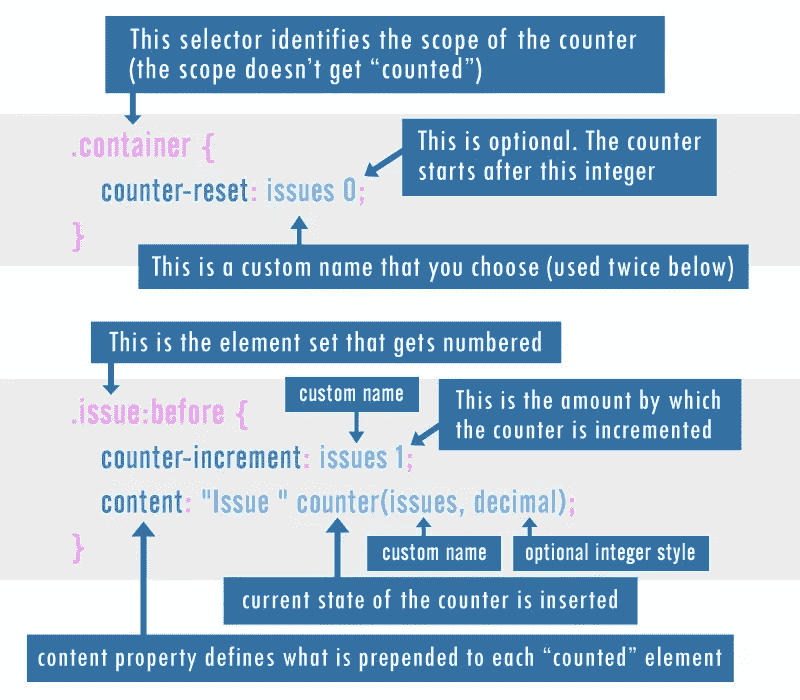 This selector identifies the scope of the counter
(the scope doesn't get “counted”)
.container {
This is optional. The counter
starts after this integer
counter-reset: issues 0;
}
This is a custom name that you choose (used twice below)
This is the element set that gets numbered
.issue:before {
custom name
This is the amount by which
the counter is incremented
counter-increment: issues 1;
content: "Issue " counter(issues, decimal);
}
custom name
optional integer style
current state of the counter is inserted
content property defines what is prepended to each “counted” element